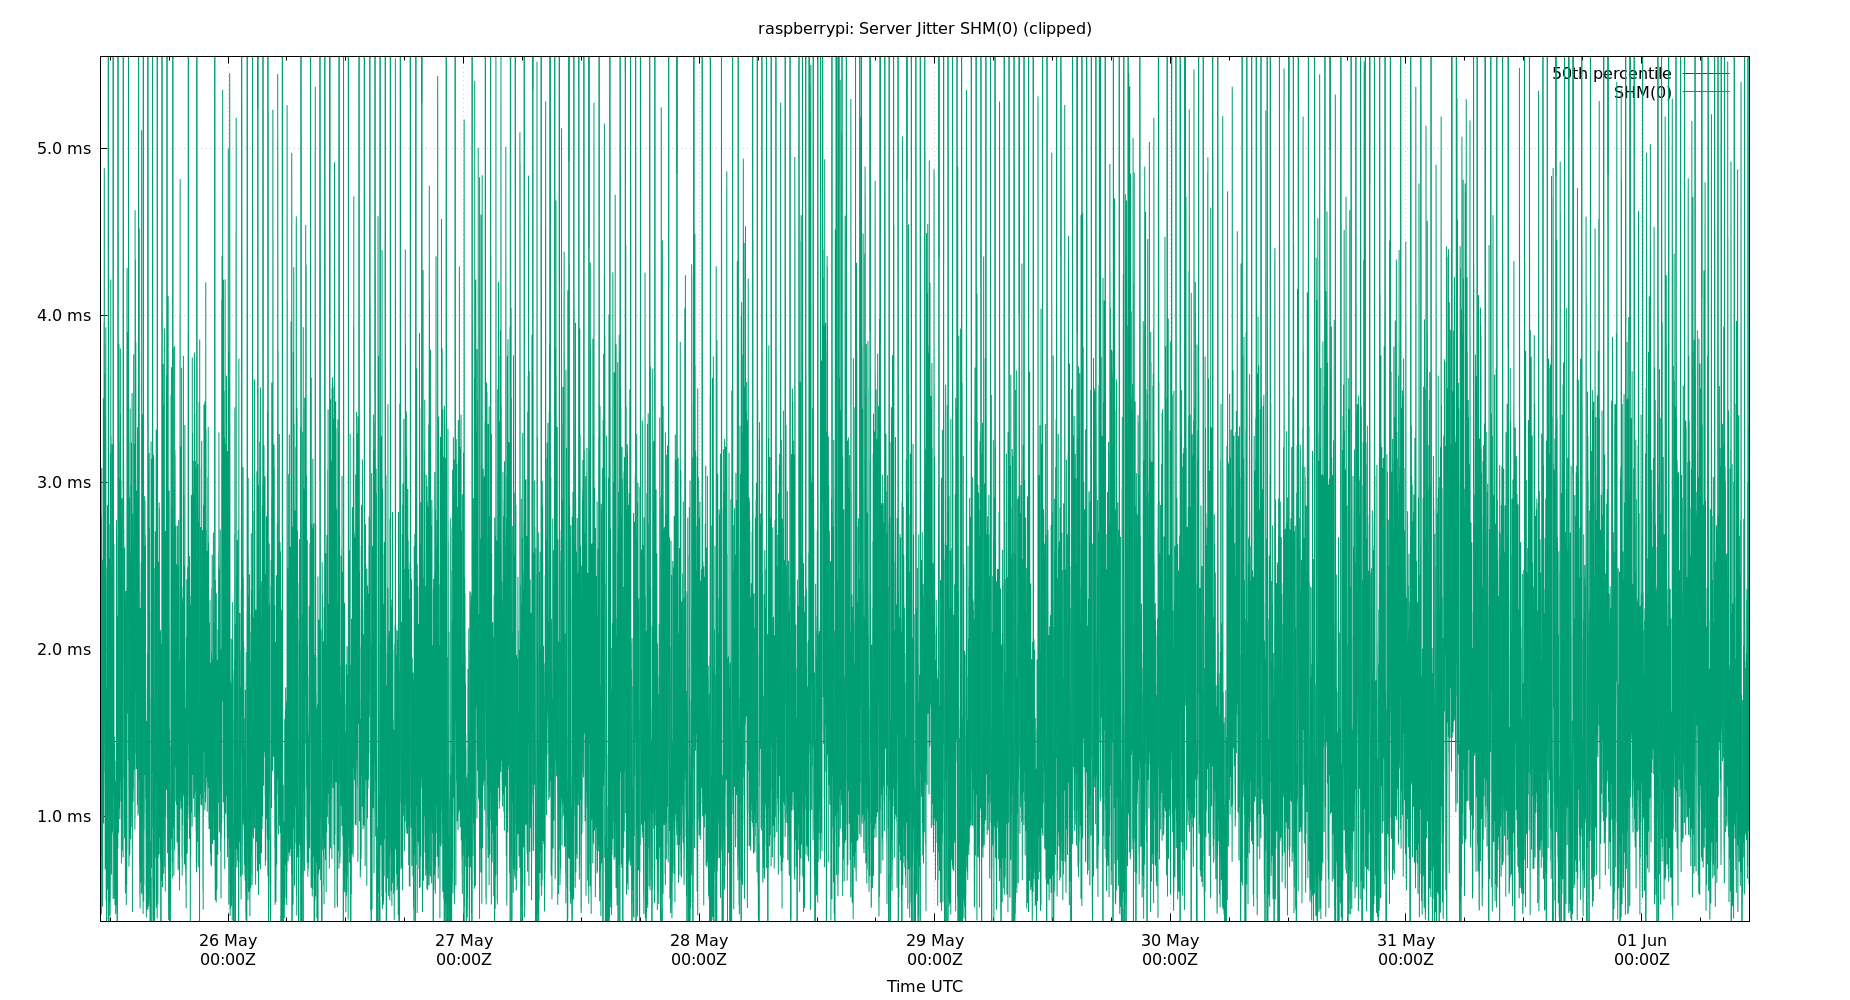 raspberrypi: Server Jitter SHM(0) (clipped)
50th percentile
SHM(0)
5.0 ms
4.0 ms
3.0 ms
2.0 ms
1.0 ms
26 May 27 May 28 May 29 May 30 May 31 May 01 Jun
00:00Z 00:00Z 00:00Z 00:00Z 00:00Z 00:00Z 00:00Z
Time UTC